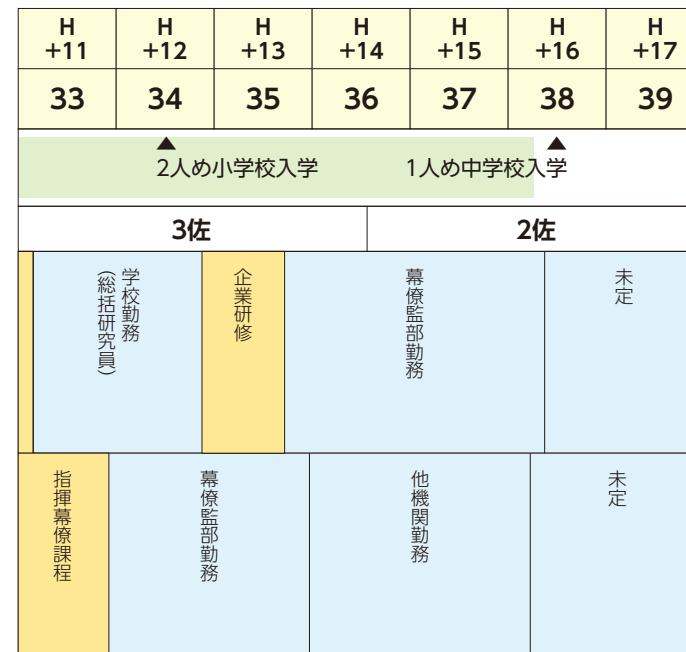 H +11 H +12 H +13 H +14 H +15 H +16 H +17
33 34 35 36 37 38 39
▲ ▲
2人め小学校入学 1人め中学校入学
3佐 2佐
学校勤務
(総括研究員)
企業研修
幕僚監部勤務
未定
指揮幕僚課程
幕僚監部勤務
他機関勤務
未定